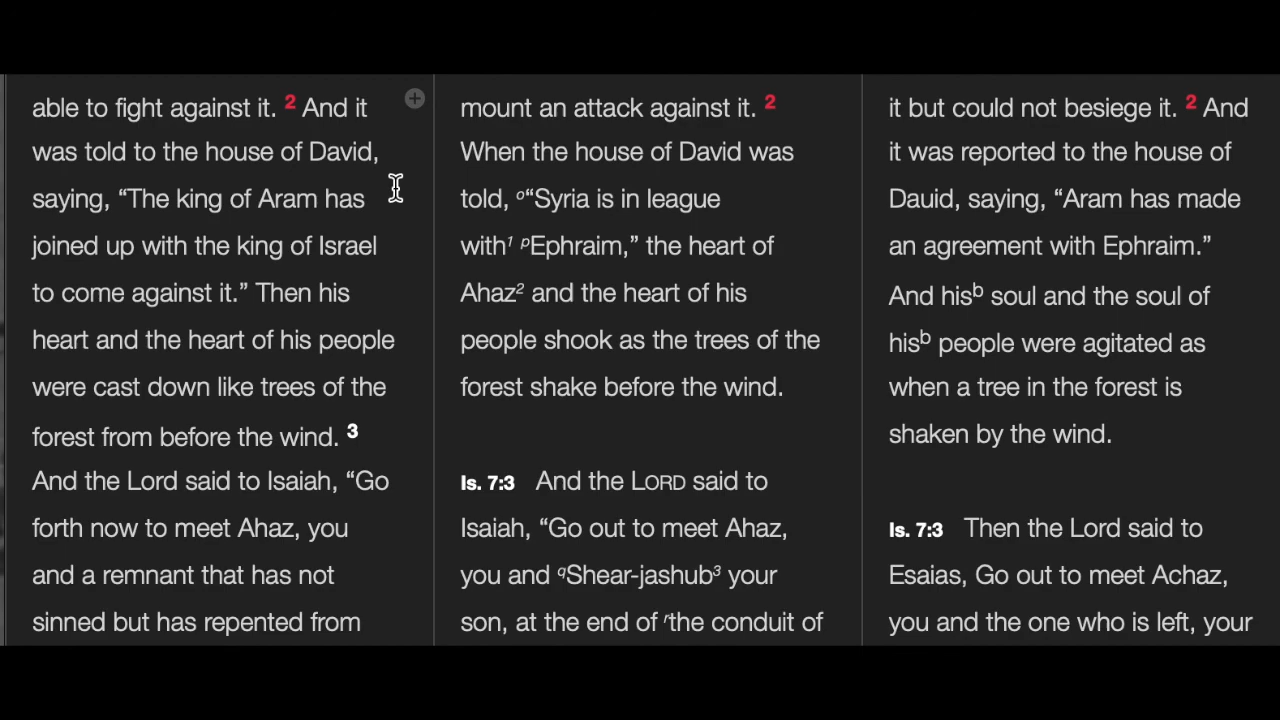 able to fight against it. 2 And it
was told to the house of David,
saying, “The king of Aram has
joined up with the king of Israel
to come against it.” Then his
heart and the heart of his people
were cast down like trees of the
forest from before the wind. 3
And the Lord said to Isaiah, “Go
forth now to meet Ahaz, you
and a remnant that has not
sinned but has repented from
mount an attack against it. 2
When the house of David was
told, o“Syria is in league
with1 pEphraim,” the heart of
Ahaz2 and the heart of his
people shook as the trees of the
forest shake before the wind.
Is. 7:3 And the LORD said to
Isaiah, “Go out to meet Ahaz,
you and qShear-jashub3 your
son, at the end of rthe conduit of
it but could not besiege it. 2 And
it was reported to the house of
Dauid, saying, “Aram has made
an agreement with Ephraim.”
And hisb soul and the soul of
hisb people were agitated as
when a tree in the forest is
shaken by the wind.
Is. 7:3 Then the Lord said to
Esaias, Go out to meet Achaz,
you and the one who is left, your